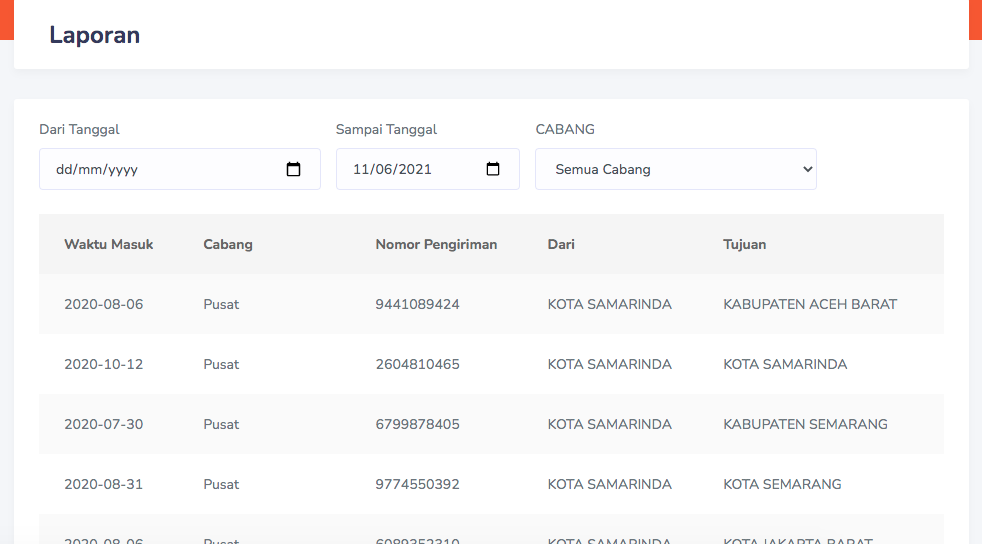 Laporan
Dari Tanggal Sampai Tanggal CABANG
dd/mm/yyyy 11/06/2021 Semua Cabang
Waktu Masuk Cabang Nomor Pengiriman Dari Tujuan
2020-08-06 Pusat 9441089424 KOTA SAMARINDA KABUPATEN ACEH BARAT
2020-10-12 Pusat 2604810465 KOTA SAMARINDA KOTA SAMARINDA
2020-07-30 Pusat 6799878405 KOTA SAMARINDA KABUPATEN SEMARANG
2020-08-31 Pusat 9774550392 KOTA SAMARINDA KOTA SEMARANG
2020-08-06 Pusat 6089352310 KOTA SAMARINDA KOTA JAKARTA BARAT